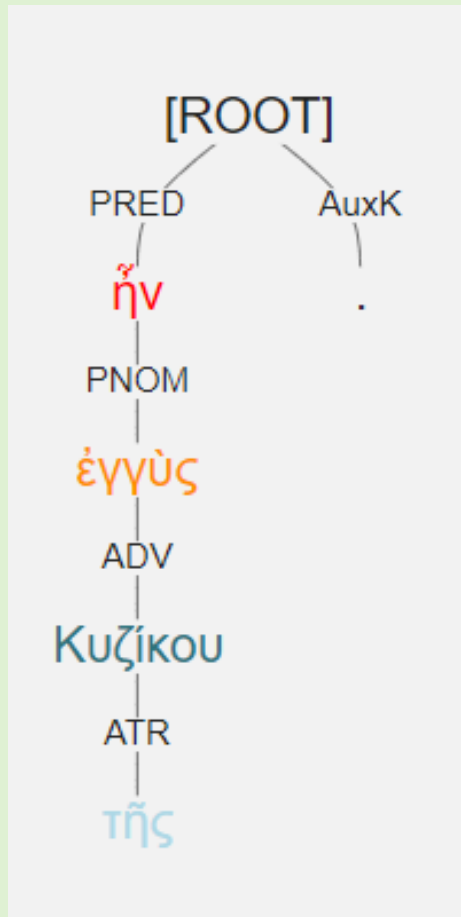 [ROOT]
PRED AuxK
ἦν .
PNOM
ἐγγὺς
ADV
Κυζίκου
ATR
τῆς